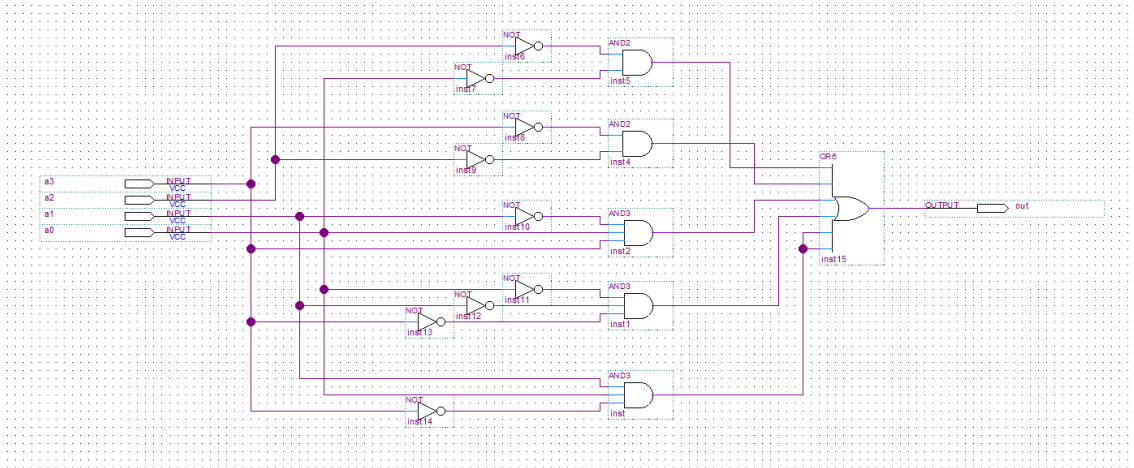 NOT
inst6
AND2
inst5
NOT
inst7
NOT
inst8
AND2
inst4
NOT
inst9
OR6
inst15
a3 INPUT
VCC
a2 INPUT
VCC
a1 INPUT
VCC
a0 INPUT
VCC
NOT
inst10
AND3
inst2
OUTPUT out
NOT
inst11
AND3
inst1
NOT
inst12
NOT
inst13
AND3
inst
NOT
inst14